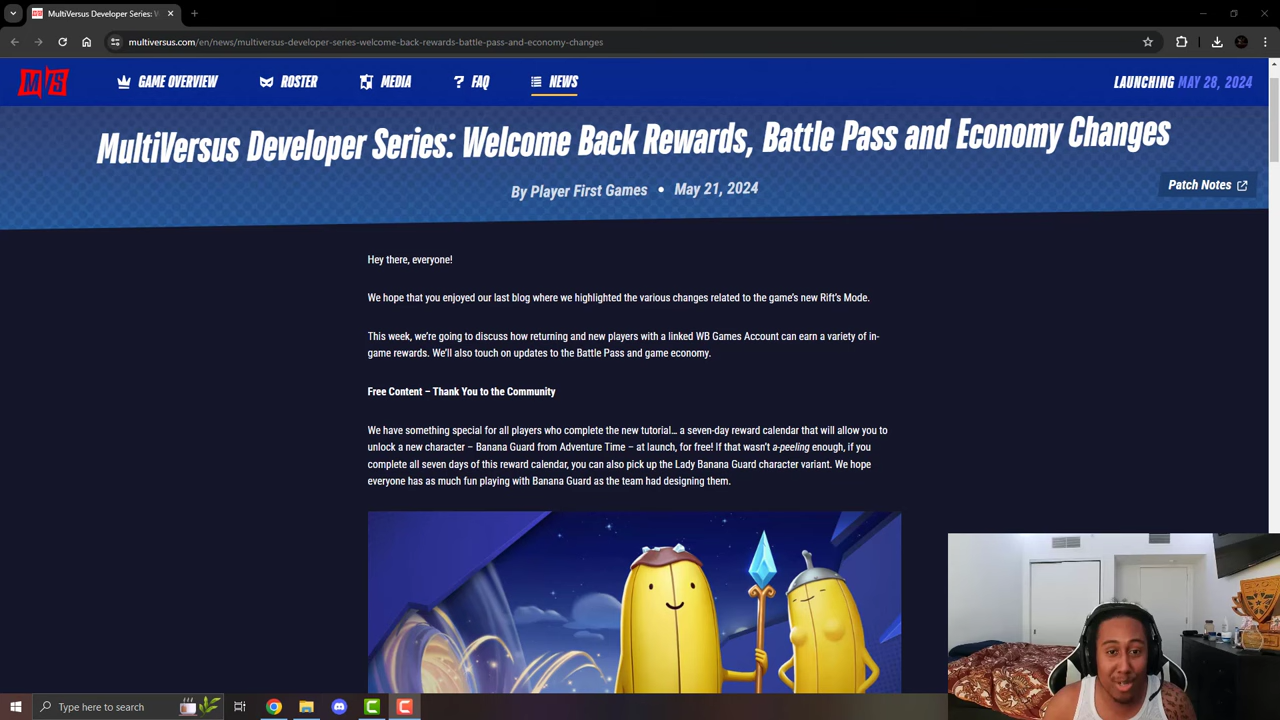 MultiVersus Developer Series: W
multiversus.com/en/news/multiversus-developer-series-welcome-back-rewards-battle-pass-and-economy-changes
MVS
GAME OVERVIEW
ROSTER
MEDIA
? FAQ
NEWS
LAUNCHING MAY 28, 2024
MultiVersus Developer Series: Welcome Back Rewards, Battle Pass and Economy Changes
By Player First Games • May 21, 2024
Patch Notes
Hey there, everyone!
We hope that you enjoyed our last blog where we highlighted the various changes related to the game's new Rift's Mode.
This week, we're going to discuss how returning and new players with a linked WB Games Account can earn a variety of in-
game rewards. We'll also touch on updates to the Battle Pass and game economy.
Free Content – Thank You to the Community
We have something special for all players who complete the new tutorial… a seven-day reward calendar that will allow you to
unlock a new character – Banana Guard from Adventure Time – at launch, for free! If that wasn't a-peeling enough, if you
complete all seven days of this reward calendar, you can also pick up the Lady Banana Guard character variant. We hope
everyone has as much fun playing with Banana Guard as the team had designing them.
Type here to search